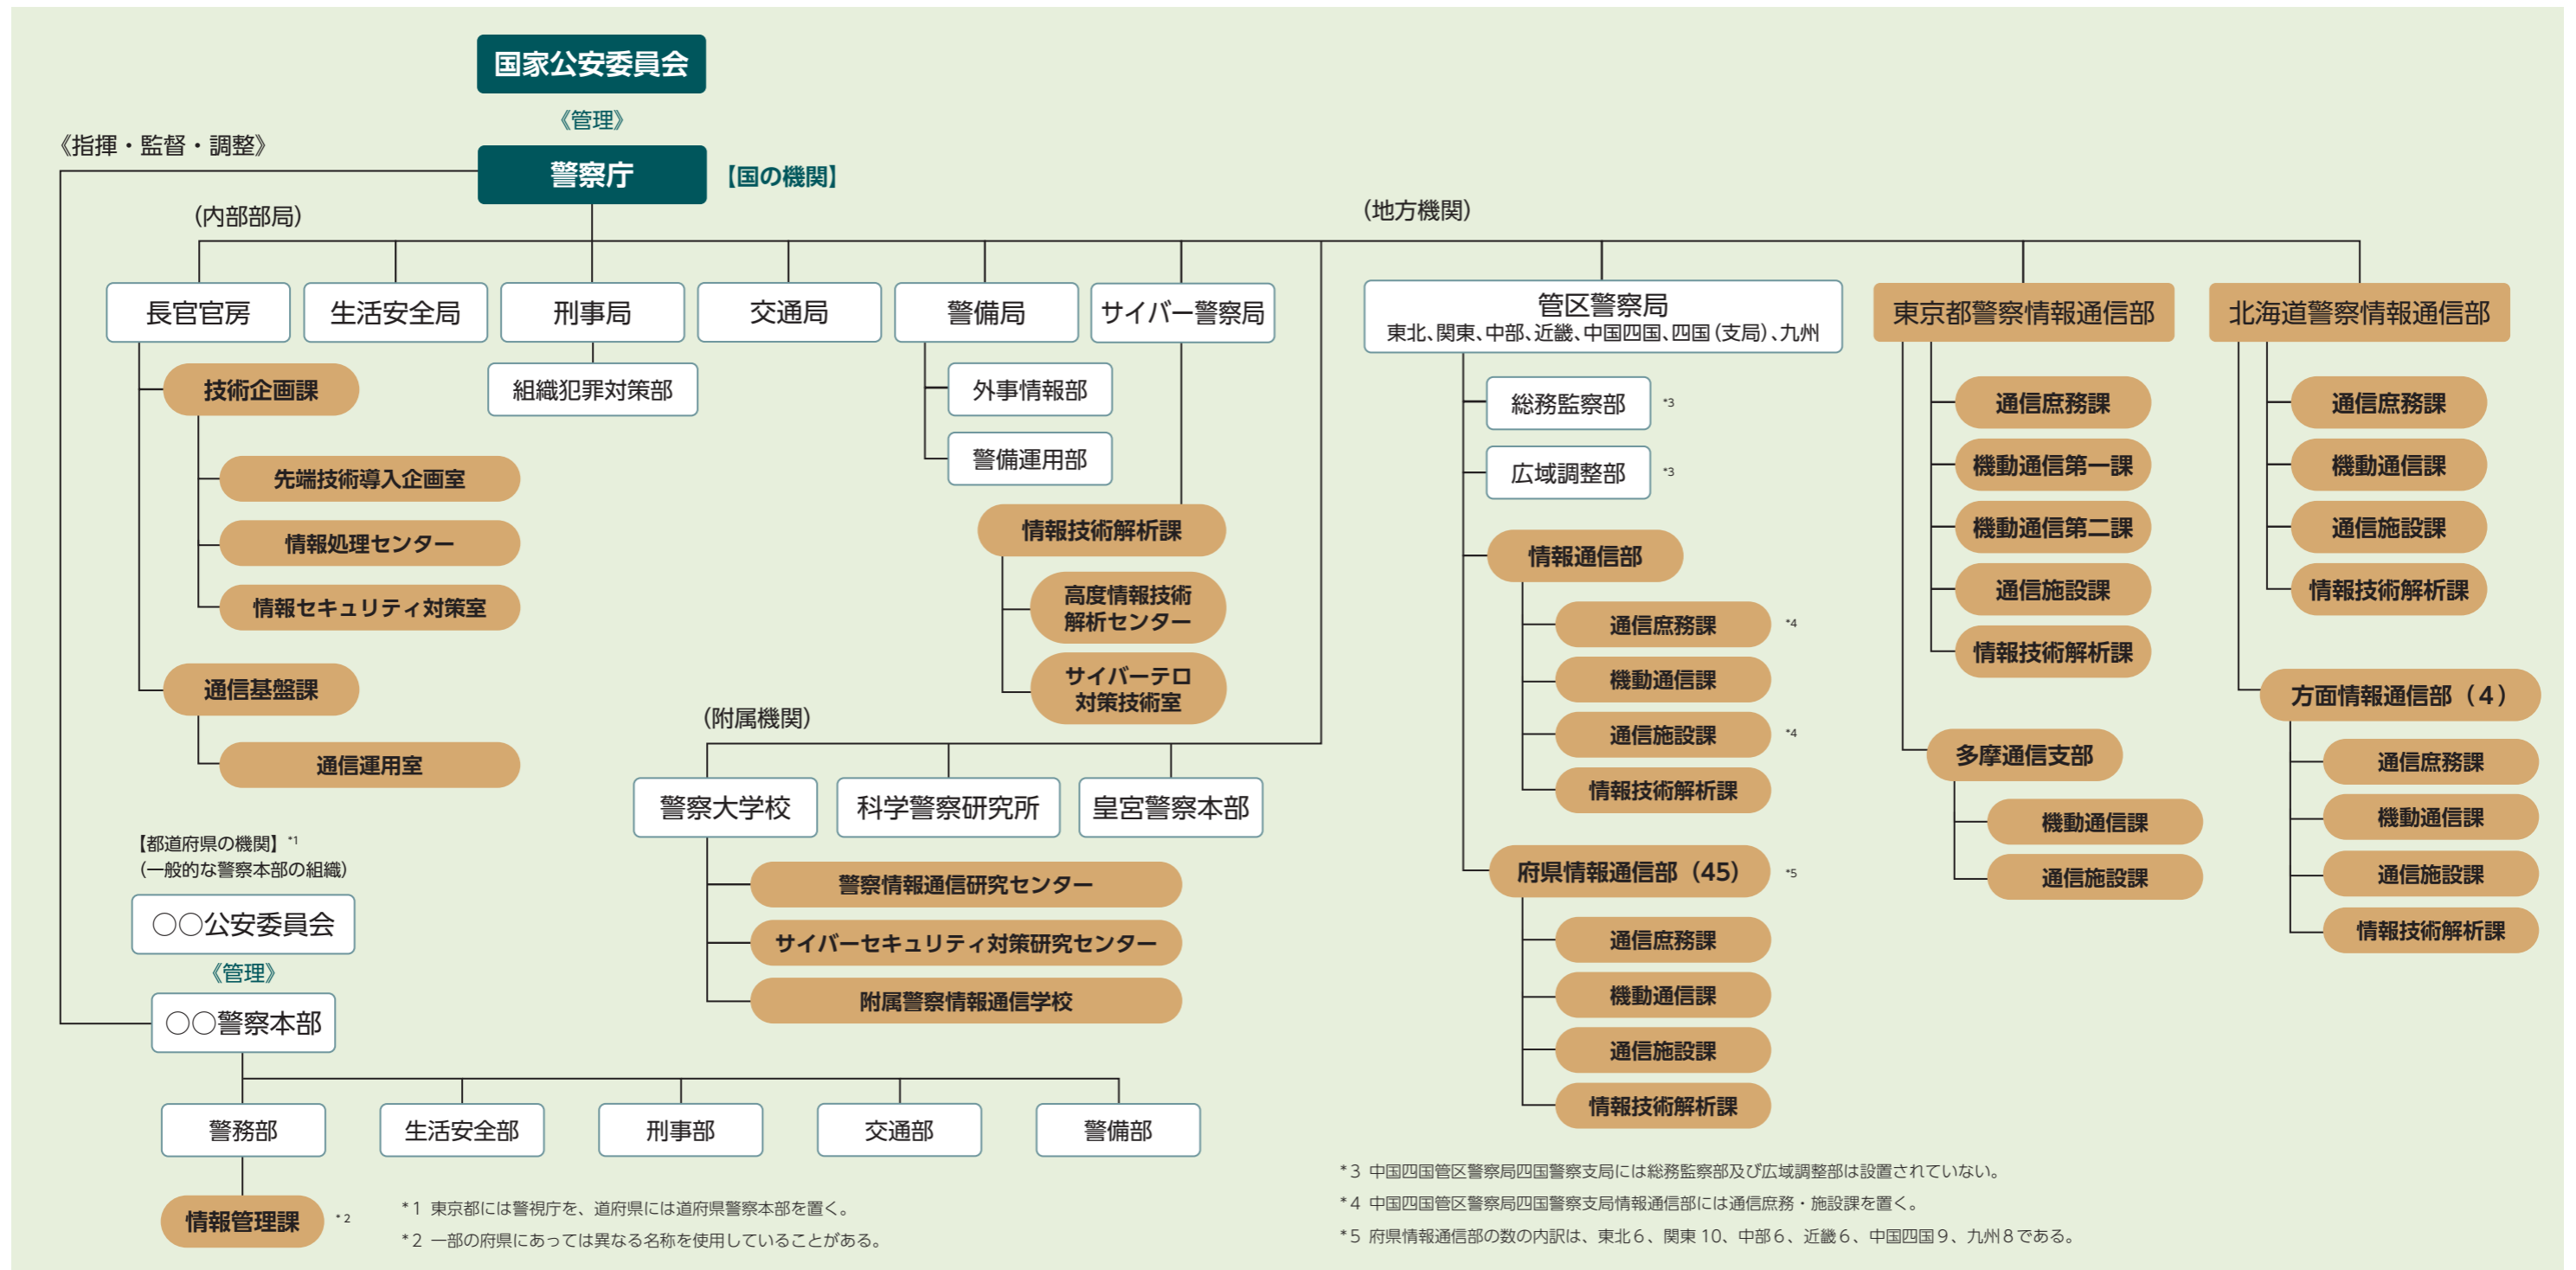 国家公安委員会
《管理》
《指揮・監督・調整》
警察庁
【国の機関】
(内部部局)
(地方機関)
長官官房
生活安全局
刑事局
交通局
警備局
サイバー警察局
管区警察局
東北、関東、中部、近畿、中国四国、四国(支局)、九州
東京都警察情報通信部
北海道警察情報通信部
技術企画課
先端技術導入企画室
情報処理センター
情報セキュリティ対策室
通信基盤課
通信運用室
組織犯罪対策部
外事情報部
警備運用部
情報技術解析課
高度情報技術
解析センター
サイバーテロ
対策技術室
総務監察部 *3
広域調整部 *3
情報通信部
通信庶務課 *4
機動通信課
通信施設課 *4
情報技術解析課
府県情報通信部(45) *5
通信庶務課
機動通信課
通信施設課
情報技術解析課
通信庶務課
機動通信第一課
機動通信第二課
通信施設課
情報技術解析課
多摩通信支部
機動通信課
通信施設課
通信庶務課
機動通信課
通信施設課
情報技術解析課
方面情報通信部(4)
通信庶務課
機動通信課
通信施設課
情報技術解析課
(附属機関)
警察大学校
科学警察研究所
皇宮警察本部
警察情報通信研究センター
サイバーセキュリティ対策研究センター
附属警察情報通信学校
【都道府県の機関】*1
(一般的な警察本部の組織)
○○公安委員会
《管理》
○○警察本部
警務部
生活安全部
刑事部
交通部
警備部
情報管理課 *2
*1 東京都には警視庁を、道府県には道府県警察本部を置く。
*2 一部の府県にあっては異なる名称を使用していることがある。
*3 中国四国管区警察局四国警察支局には総務監察部及び広域調整部は設置されていない。
*4 中国四国管区警察局四国警察支局情報通信部には通信庶務・施設課を置く。
*5 府県情報通信部の数の内訳は、東北6、関東10、中部6、近畿6、中国四国9、九州8である。